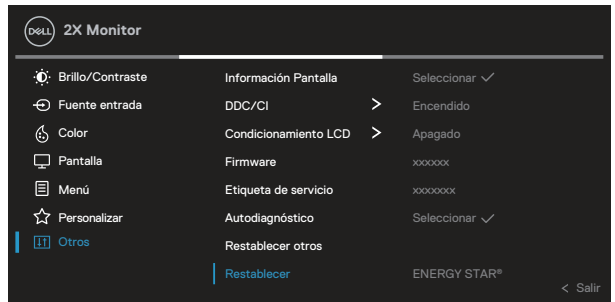 DELL 2X Monitor
Brillo/Contraste Información Pantalla Seleccionar ✓
Fuente entrada DDC/CI > Encendido
Color Condicionamiento LCD > Apagado
Pantalla Firmware xxxxxx
Menú Etiqueta de servicio xxxxxxx
Personalizar Autodiagnóstico Seleccionar ✓
Otros Restablecer otros
Restablecer ENERGY STAR®
< Salir